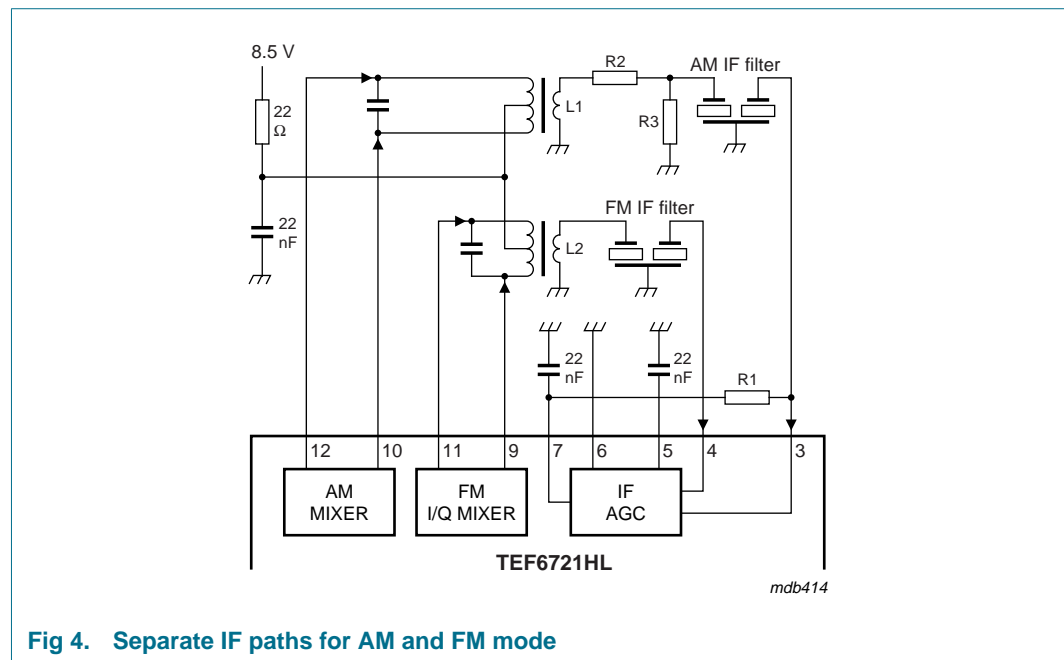 8.5 V
22
Ω
22
nF
L1
R2
R3
AM IF filter
L2
FM IF filter
22
nF
22
nF
R1
12
10
11
9
7
6
5
4
3
AM
MIXER
FM
I/Q MIXER
IF
AGC
TEF6721HL
mdb414
Fig 4. Separate IF paths for AM and FM mode